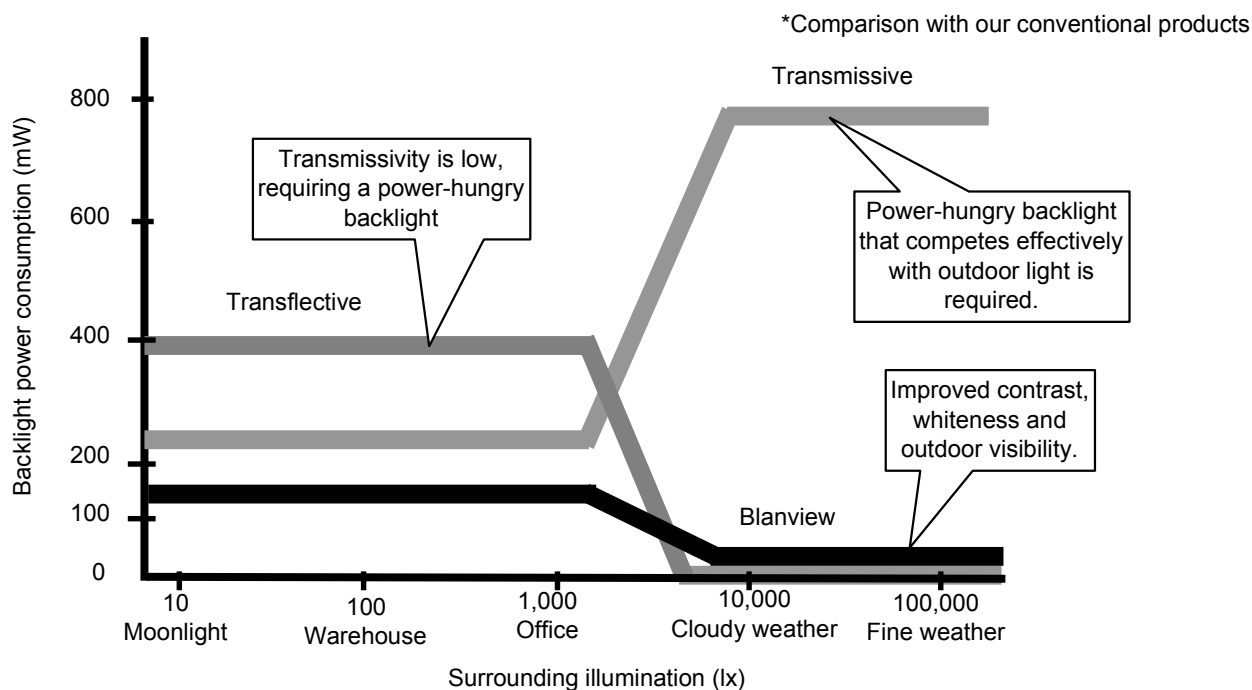 *Comparison with our conventional products
Transmissive
800
Transmissivity is low,
requiring a power-hungry
backlight
600
Power-hungry backlight
that competes effectively
with outdoor light is
required.
Transflective
400
Improved contrast,
whiteness and
outdoor visibility.
200
100
Blanview
0
Backlight power consumption (mW)
10
100
1,000
10,000
100,000
Moonlight
Warehouse
Office
Cloudy weather
Fine weather
Surrounding illumination (lx)